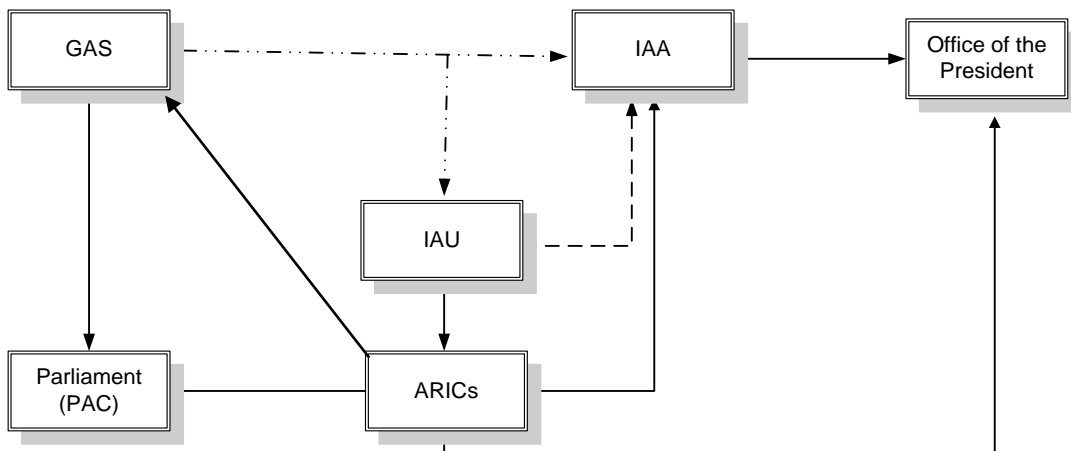 GAS
IAA
Office of the
President
IAU
Parliament
(PAC)
ARICs